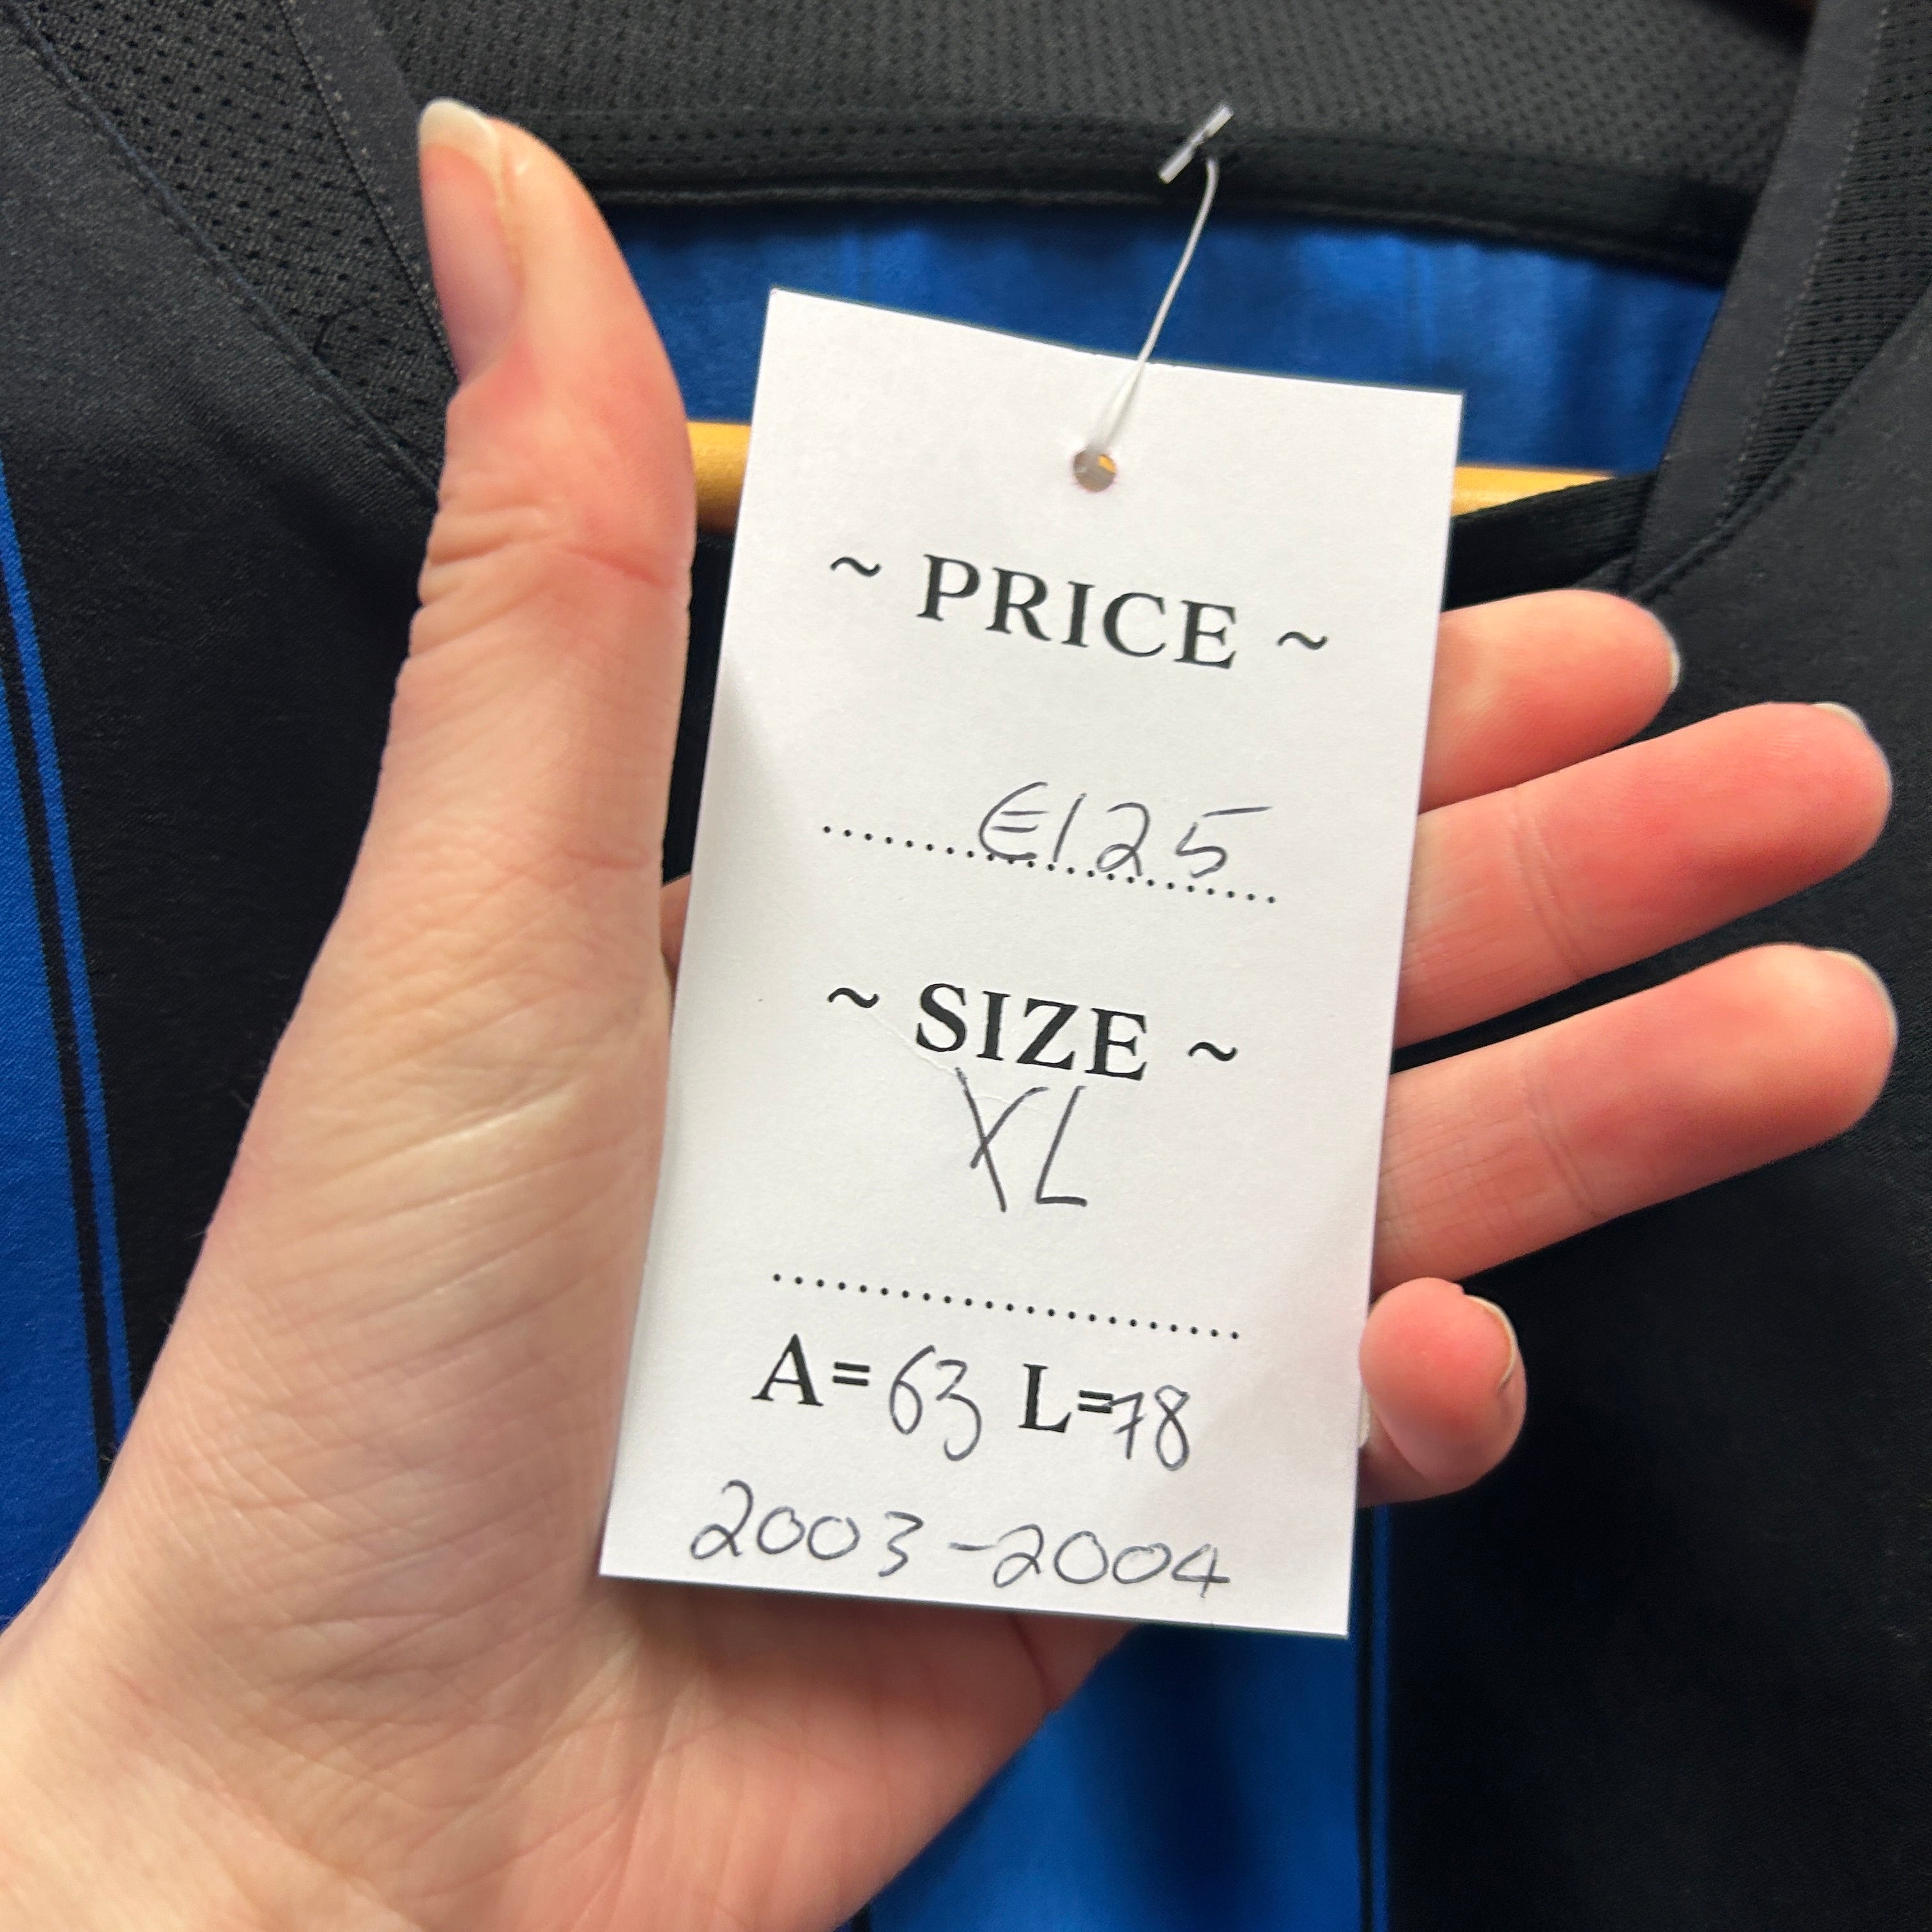 ~ PRICE ~
€125
~ SIZE ~
XL
A=63 L=78
2003-2004